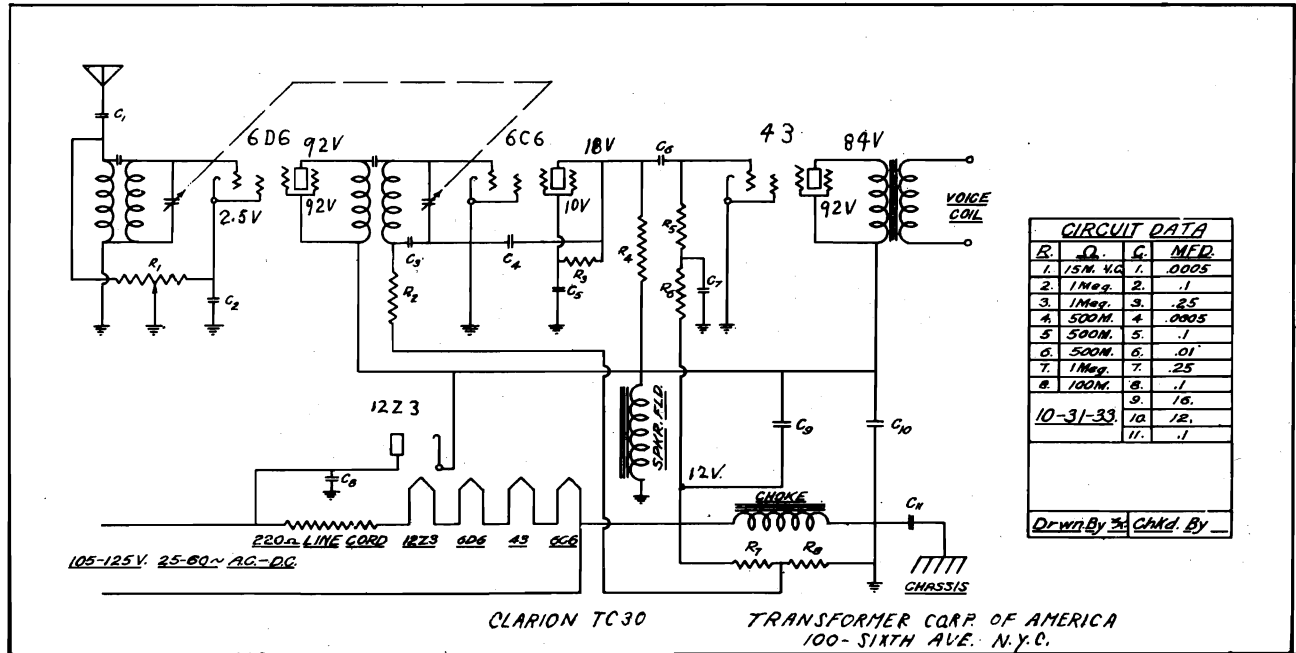 C1
6D6
92V
R1
2.5V
92V
C2
6C6
18V
C6
43
84V
10V
C3
C4
R3
C5
R2
R4
R5
R6
C7
92V
VOICE
COIL
CIRCUIT DATA
R. Ω. C. MFD.
1. 15M. V.C. 1. .0005
2. 1Meg. 2. .1
3. 1Meg. 3. .25
4. 500M. 4 .0005
5 500M. 5. .1
6. 500M. 6. .01
7. 1Meg. 7. .25
8. 100M. 8. .1
10-31-33. 9. 16.
10. 12.
11. .1
Drwn.By Chkd. By
12Z3
C8
SPKR. FLD.
C9
C10
12V.
CHOKE
C11
R7 R8
220Ω LINE CORD 12Z3 6D6 43 6C6
105-125V. 25-60~ A.C.-D.C.
CHASSIS
CLARION TC30
TRANSFORMER CORP. OF AMERICA
100-SIXTH AVE. N.Y.C.